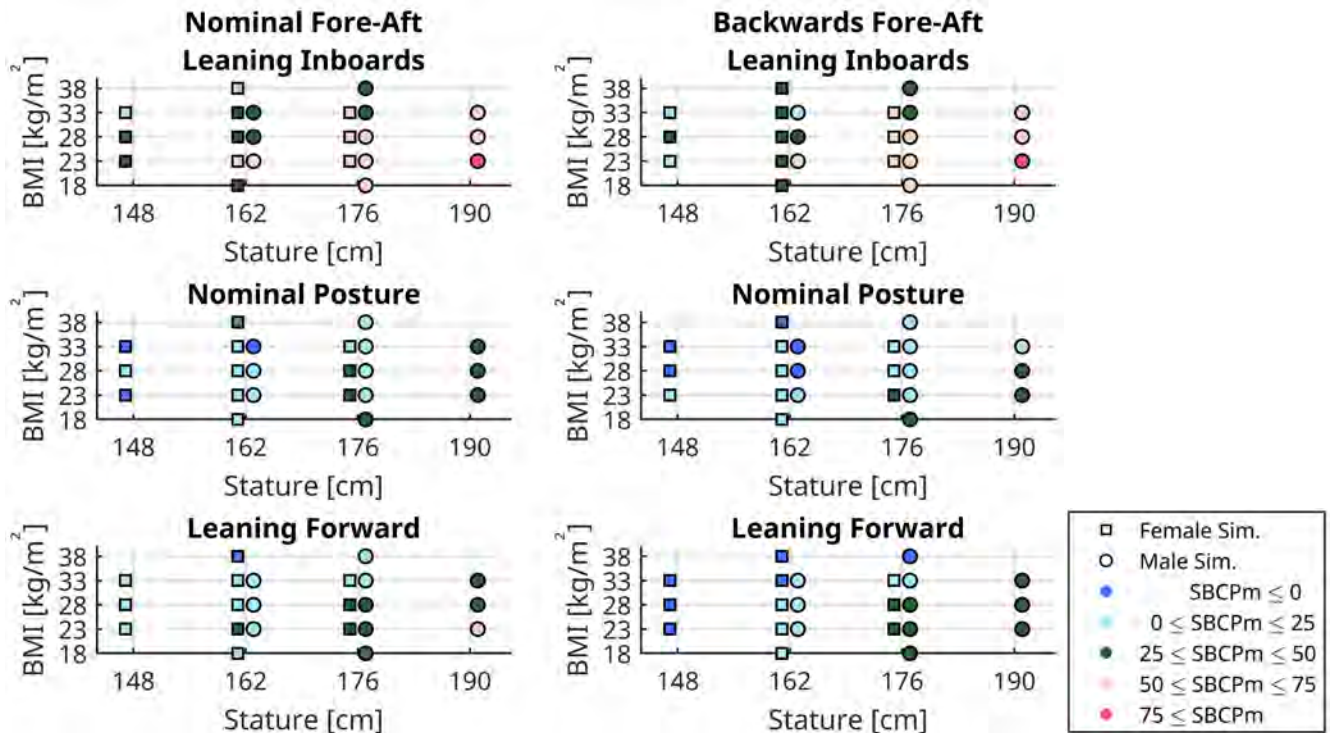 Nominal Fore-Aft
Leaning Inboards
BMI [kg/m²]
38
33
28
23
18
148 162 176 190
Stature [cm]
Backwards Fore-Aft
Leaning Inboards
BMI [kg/m²]
38
33
28
23
18
148 162 176 190
Stature [cm]
Nominal Posture
BMI [kg/m²]
38
33
28
23
18
148 162 176 190
Stature [cm]
Nominal Posture
BMI [kg/m²]
38
33
28
23
18
148 162 176 190
Stature [cm]
Leaning Forward
BMI [kg/m²]
38
33
28
23
18
148 162 176 190
Stature [cm]
Leaning Forward
BMI [kg/m²]
38
33
28
23
18
148 162 176 190
Stature [cm]
Female Sim.
Male Sim.
SBCPm ≤ 0
0 ≤ SBCPm ≤ 25
25 ≤ SBCPm ≤ 50
50 ≤ SBCPm ≤ 75
75 ≤ SBCPm